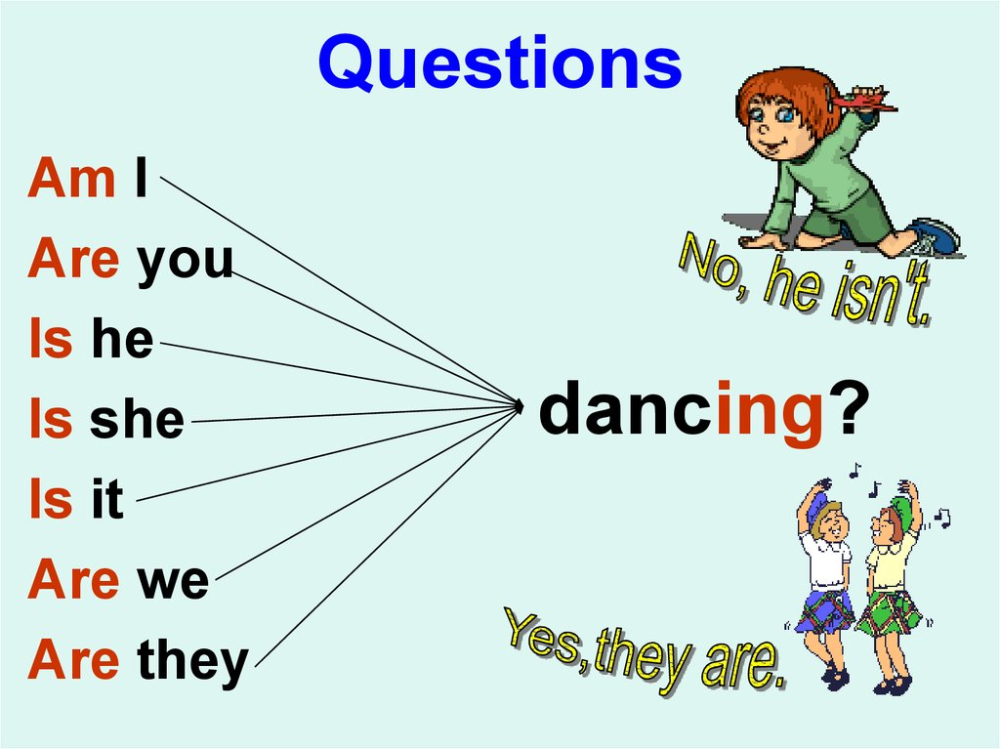 Questions
Am I
Are you
Is he
Is she
Is it
Are we
Are they
No, he isn't.
dancing?
Yes,they are.